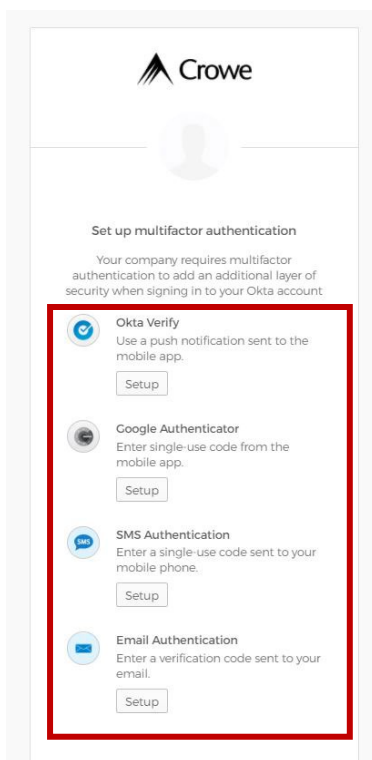 Crowe
Set up multifactor authentication
Your company requires multifactor
authentication to add an additional layer of
security when signing in to your Okta account
Okta Verify
Use a push notification sent to the
mobile app.
Setup
Google Authenticator
Enter single-use code from the
mobile app.
Setup
SMS
SMS Authentication
Enter a single-use code sent to your
mobile phone.
Setup
Email Authentication
Enter a verification code sent to your
email.
Setup